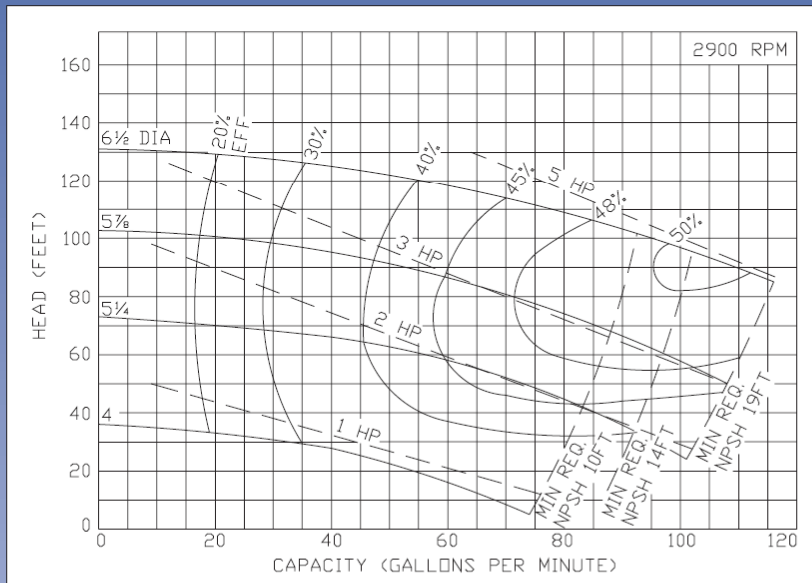 2900 RPM
160
140
120
100
80
60
40
20
0
HEAD (FEET)
6½ DIA
5⅞
5¼
4
20% EFF
30%
40%
45%
48%
50%
5 HP
3 HP
2 HP
1 HP
MIN REQ.
NPSH 10FT
MIN REQ.
NPSH 14FT
MIN REQ.
NPSH 19FT
0 20 40 60 80 100 120
CAPACITY (GALLONS PER MINUTE)